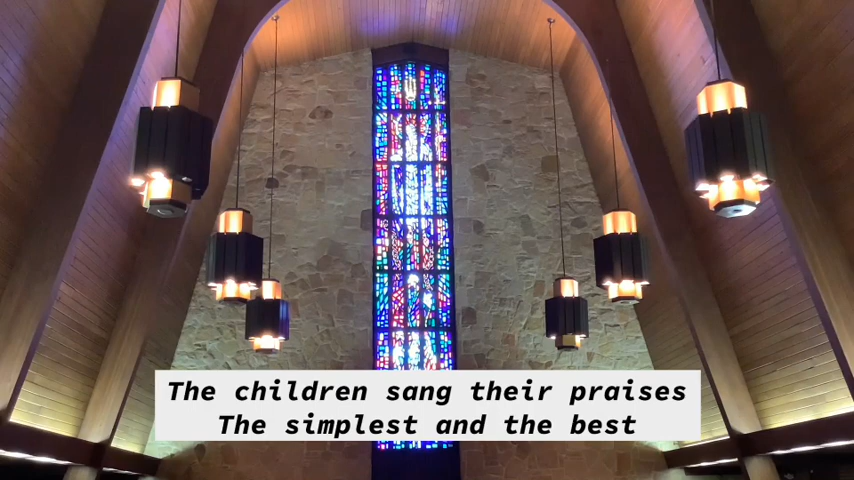 The children sang their praises
The simplest and the best